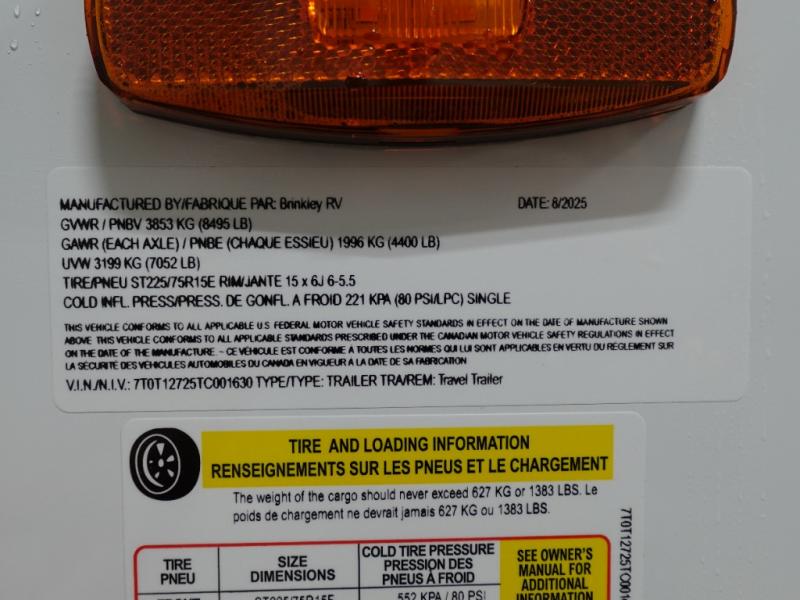 MANUFACTURED BY/FABRIQUE PAR: Brinkley RV DATE: 8/2025
GVWR / PNBV 3853 KG (8495 LB)
GAWR (EACH AXLE) / PNBE (CHAQUE ESSIEU) 1996 KG (4400 LB)
UVW 3199 KG (7052 LB)
TIRE/PNEU ST225/75R15E RIM/JANTE 15 x 6J 6-5.5
COLD INFL. PRESS/PRESS. DE GONFL. A FROID 221 KPA (80 PSI/LPC) SINGLE
THIS VEHICLE CONFORMS TO ALL APPLICABLE U.S. FEDERAL MOTOR VEHICLE SAFETY STANDARDS IN EFFECT ON THE DATE OF MANUFACTURE SHOWN
ABOVE THIS VEHICLE CONFORMS TO ALL APPLICABLE STANDARDS PRESCRIBED UNDER THE CANADIAN MOTOR VEHICLE SAFETY REGULATIONS IN EFFECT
ON THE DATE OF THE MANUFACTURE. - CE VEHICULE EST CONFORME A TOUTES LES NORMES QUI LUI SONT APPLICABLES EN VERTU DU REGLEMENT SUR
LA SÉCURITÉ DES VEHICULES AUTOMOBILES DU CANADA EN VIGUEUR A LA DATE DE SA FABRICATION
V.I.N./N.I.V.: 7T0T12725TC001630 TYPE/TYPE: TRAILER TRA/REM: Travel Trailer
TIRE AND LOADING INFORMATION
RENSEIGNEMENTS SUR LES PNEUS ET LE CHARGEMENT
The weight of the cargo should never exceed 627 KG or 1383 LBS. Le
poids de chargement ne devrait jamais 627 KG ou 1383 LBS.
TIRE
PNEU
SIZE
DIMENSIONS
COLD TIRE PRESSURE
PRESSION DES
PNEUS À FROID
SEE OWNER'S
MANUAL FOR
ADDITIONAL
INFORMATION
FRONT
ST225/75R15E
552 KPA / 80 PSI
7T0T12725TC001